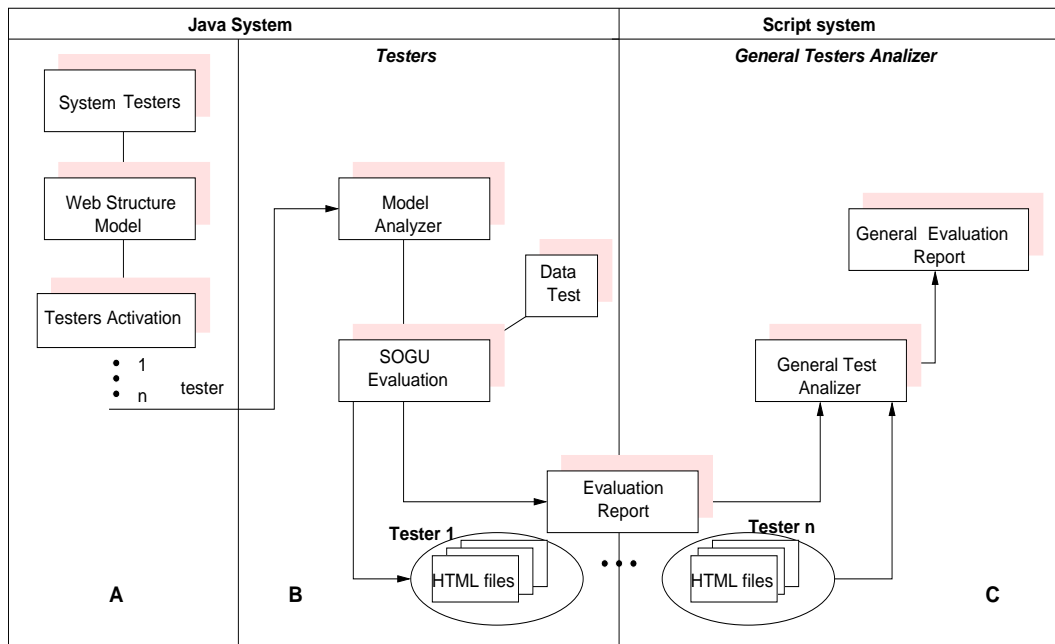 Java System
Script system
Testers
General Testers Analizer
System Testers
Web Structure
Model
Testers Activation
1
n
tester
Model
Analyzer
Data
Test
SOGU
Evaluation
Evaluation
Report
Tester 1
HTML files
Tester n
HTML files
General Test
Analizer
General Evaluation
Report
A
B
C